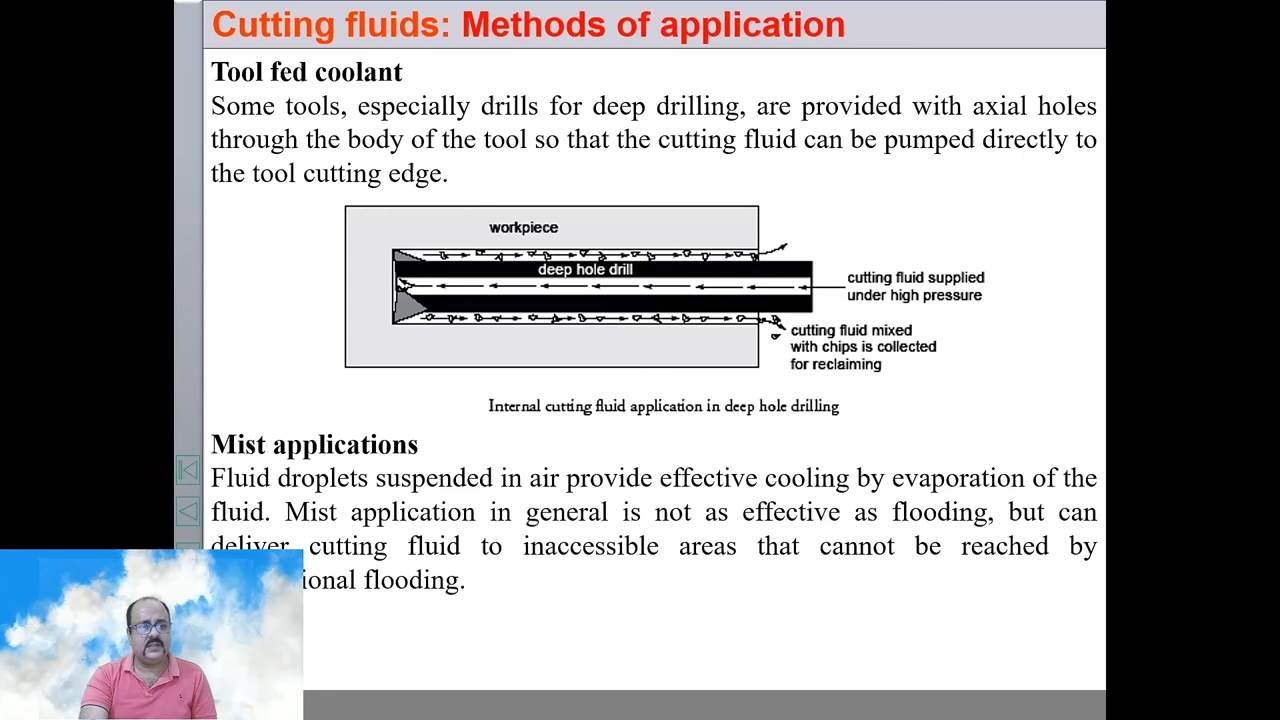 Cutting fluids: Methods of application
Tool fed coolant
Some tools, especially drills for deep drilling, are provided with axial holes
through the body of the tool so that the cutting fluid can be pumped directly to
the tool cutting edge.
workpiece
deep hole drill
cutting fluid supplied
under high pressure
cutting fluid mixed
with chips is collected
for reclaiming
Internal cutting fluid application in deep hole drilling
Mist applications
Fluid droplets suspended in air provide effective cooling by evaporation of the
fluid. Mist application in general is not as effective as flooding, but can
deliver cutting fluid to inaccessible areas that cannot be reached by
flooding.